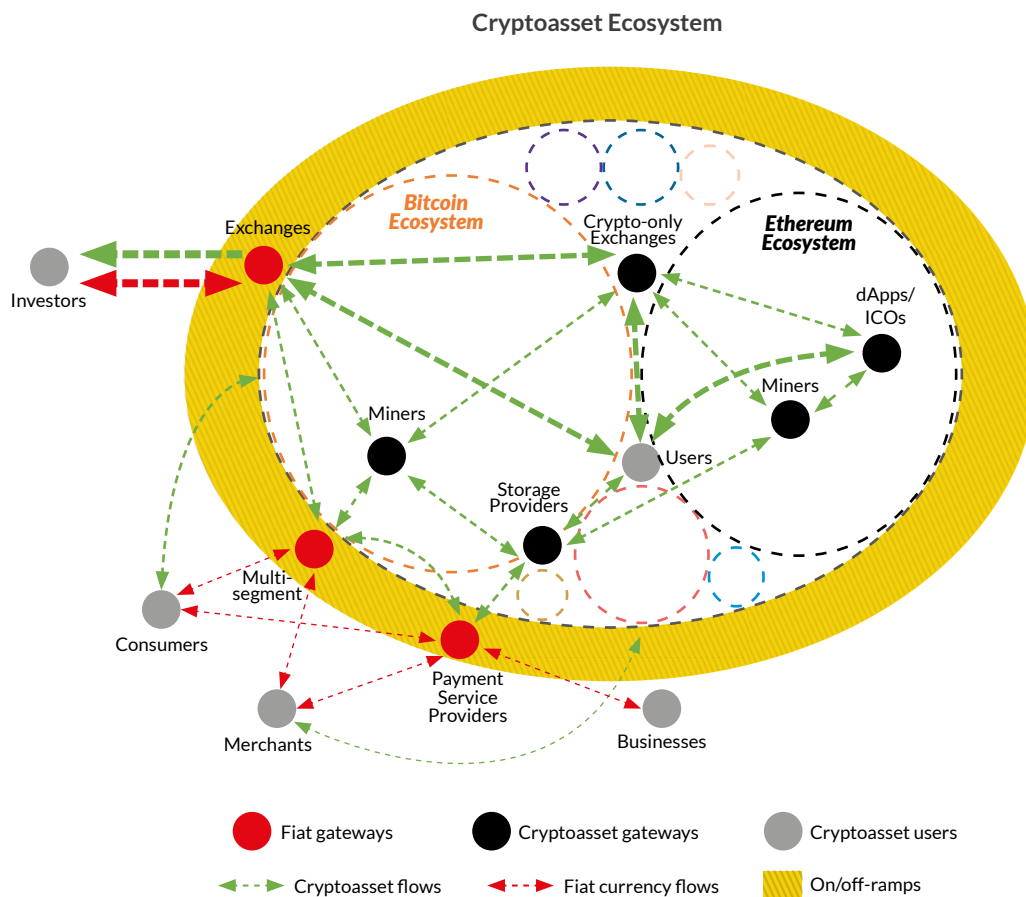 Cryptoasset Ecosystem
Bitcoin
Ecosystem
Exchanges
Crypto-only
Exchanges
Ethereum
Ecosystem
Investors
dApps/
ICOs
Miners
Miners
Users
Storage
Providers
Multi-
segment
Consumers
Payment
Service
Providers
Merchants
Businesses
Fiat gateways
Cryptoasset gateways
Cryptoasset users
Cryptoasset flows
Fiat currency flows
On/off-ramps